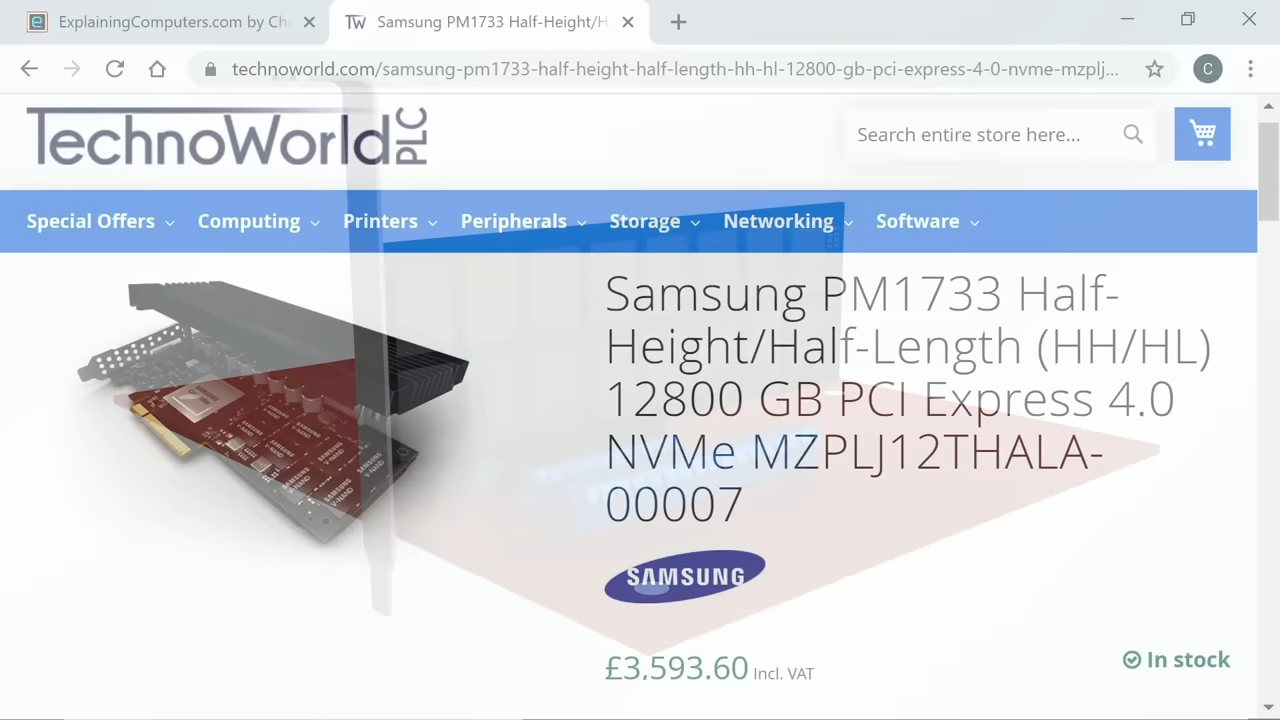 ExplainingComputers.com by Ch
Samsung PM1733 Half-Height/H
technoworld.com/samsung-pm1733-half-height-half-length-hh-hl-12800-gb-pci-express-4-0-nvme-mzplj...
C
TechnoWorld PLC
Search entire store here...
Special Offers Computing Printers Peripherals Storage Networking Software
Samsung PM1733 Half-
Height/Half-Length (HH/HL)
12800 GB PCI Express 4.0
NVMe MZPLJ12THALA-
00007
SAMSUNG
£3,593.60 Incl. VAT
In stock
SAMSUNG
V-NAND